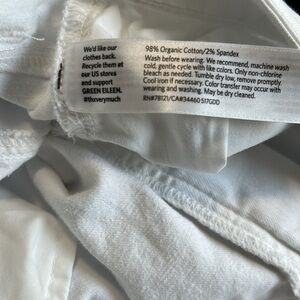 We'd like our
clothes back.
Recycle them at
our US stores
and support
GREEN EILEEN.
#thxverymuch
98% Organic Cotton/2% Spandex
Wash before wearing. We recommend, machine wash
cold, gentle cycle with like colors. Only non-chlorine
bleach as needed. Tumble dry low, remove promptly.
Cool iron if necessary. Color transfer may occur with
wearing and washing. May be dry cleaned.
RN#78121/CA#34460 517GDD